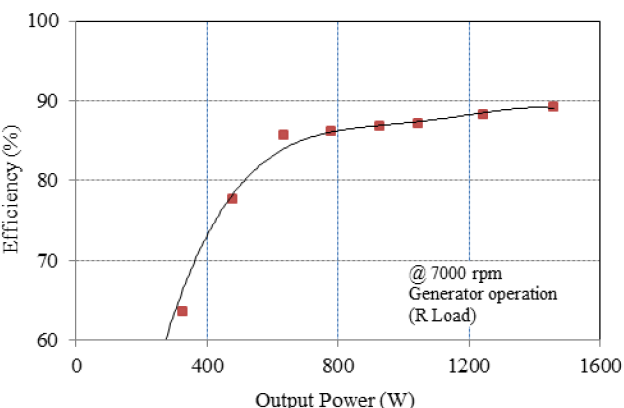 100
90
80
70
60
Efficiency (%)
@ 7000 rpm
Generator operation
(R Load)
0 400 800 1200 1600
Output Power (W)